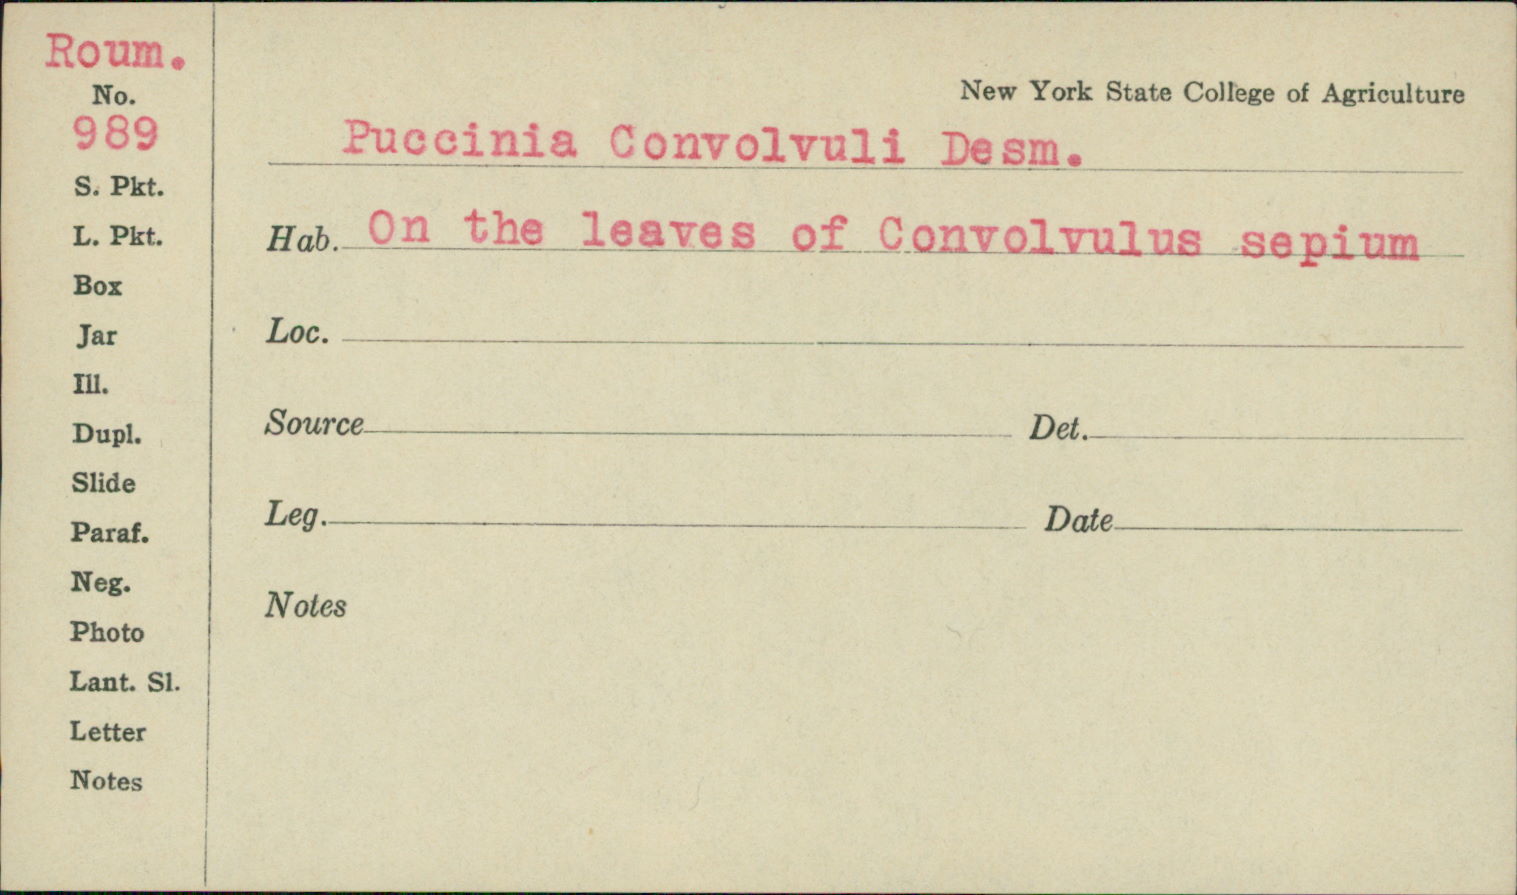 Roum.
No.
989
S. Pkt.
L. Pkt.
Box
Jar
Ill.
Dupl.
Slide
Paraf.
Neg.
Photo
Lant. Sl.
Letter
Notes
New York State College of Agriculture
Puccinia Convolvuli Desm.
Hab. On the leaves of Convolvulus sepium
Loc.
Source Det.
Leg. Date
Notes